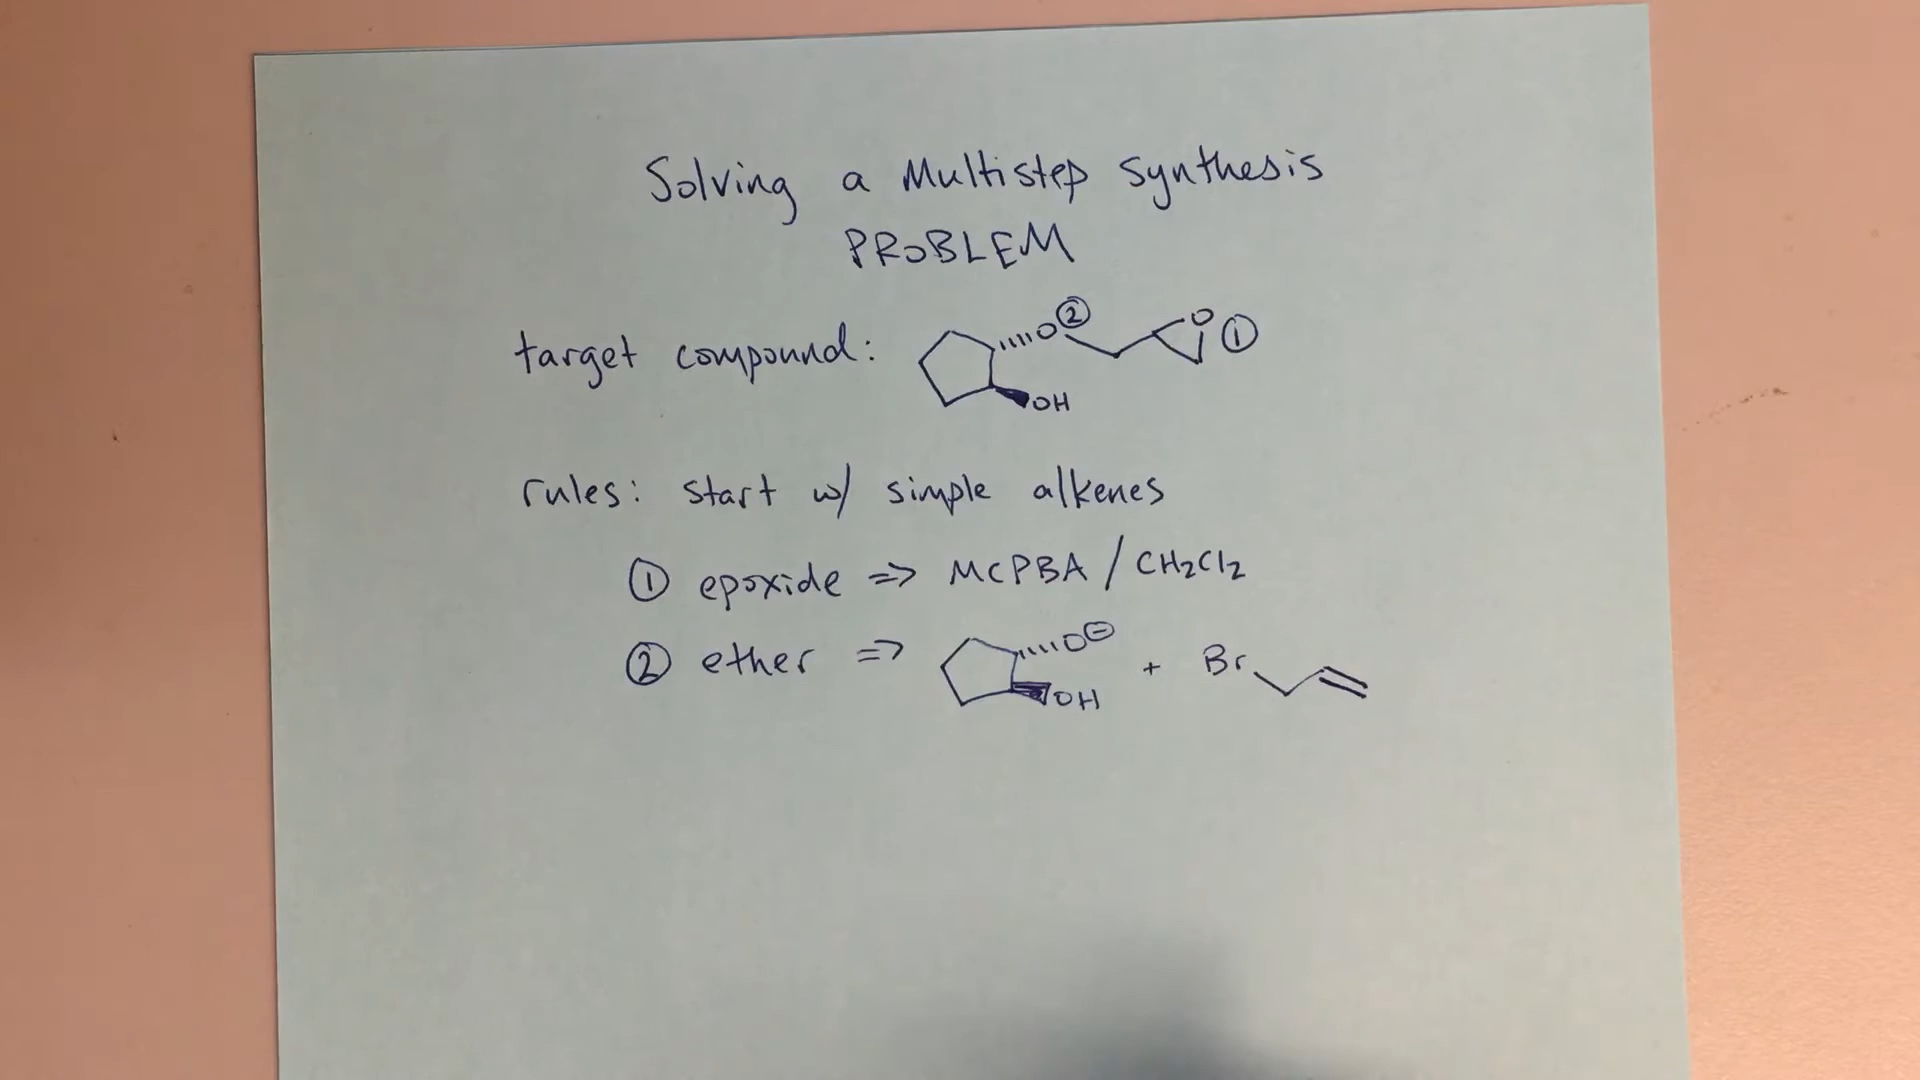 Solving a Multistep Synthesis
PROBLEM
target compound: O ② O ①
OH
rules: start w/ simple alkenes
① epoxide => MCPBA / CH2Cl2
② ether => O⊖ + Br
OH